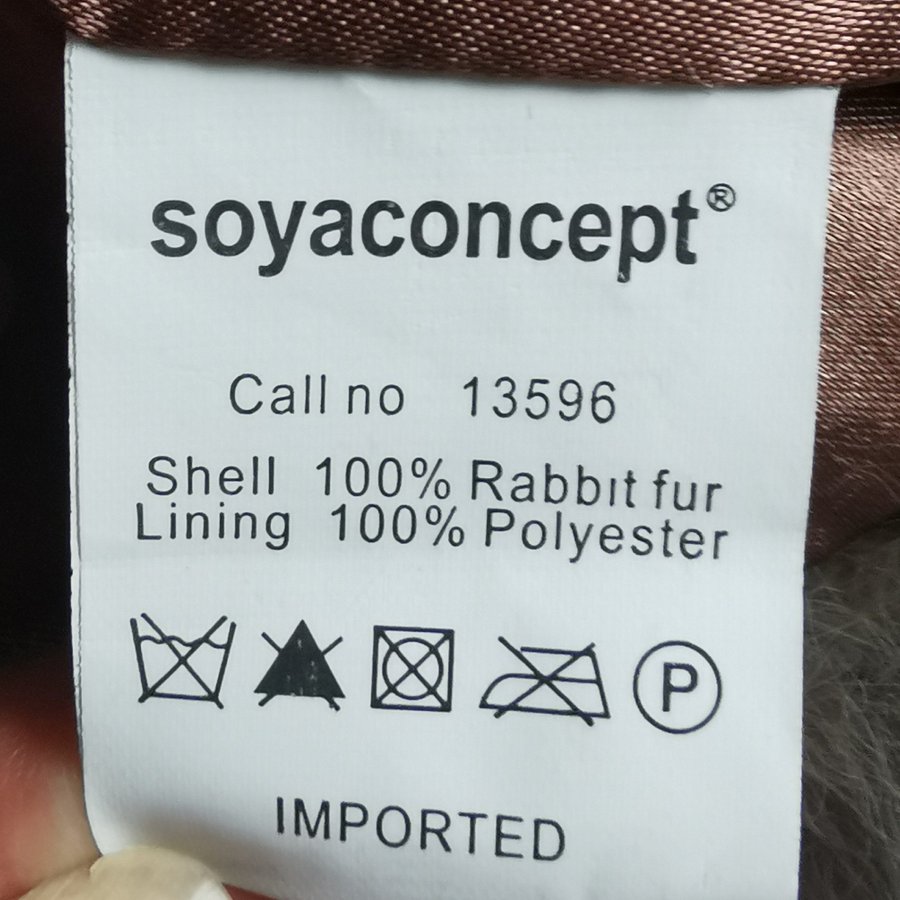 soyaconcept®
Call no 13596
Shell 100% Rabbit fur
Lining 100% Polyester
P
IMPORTED